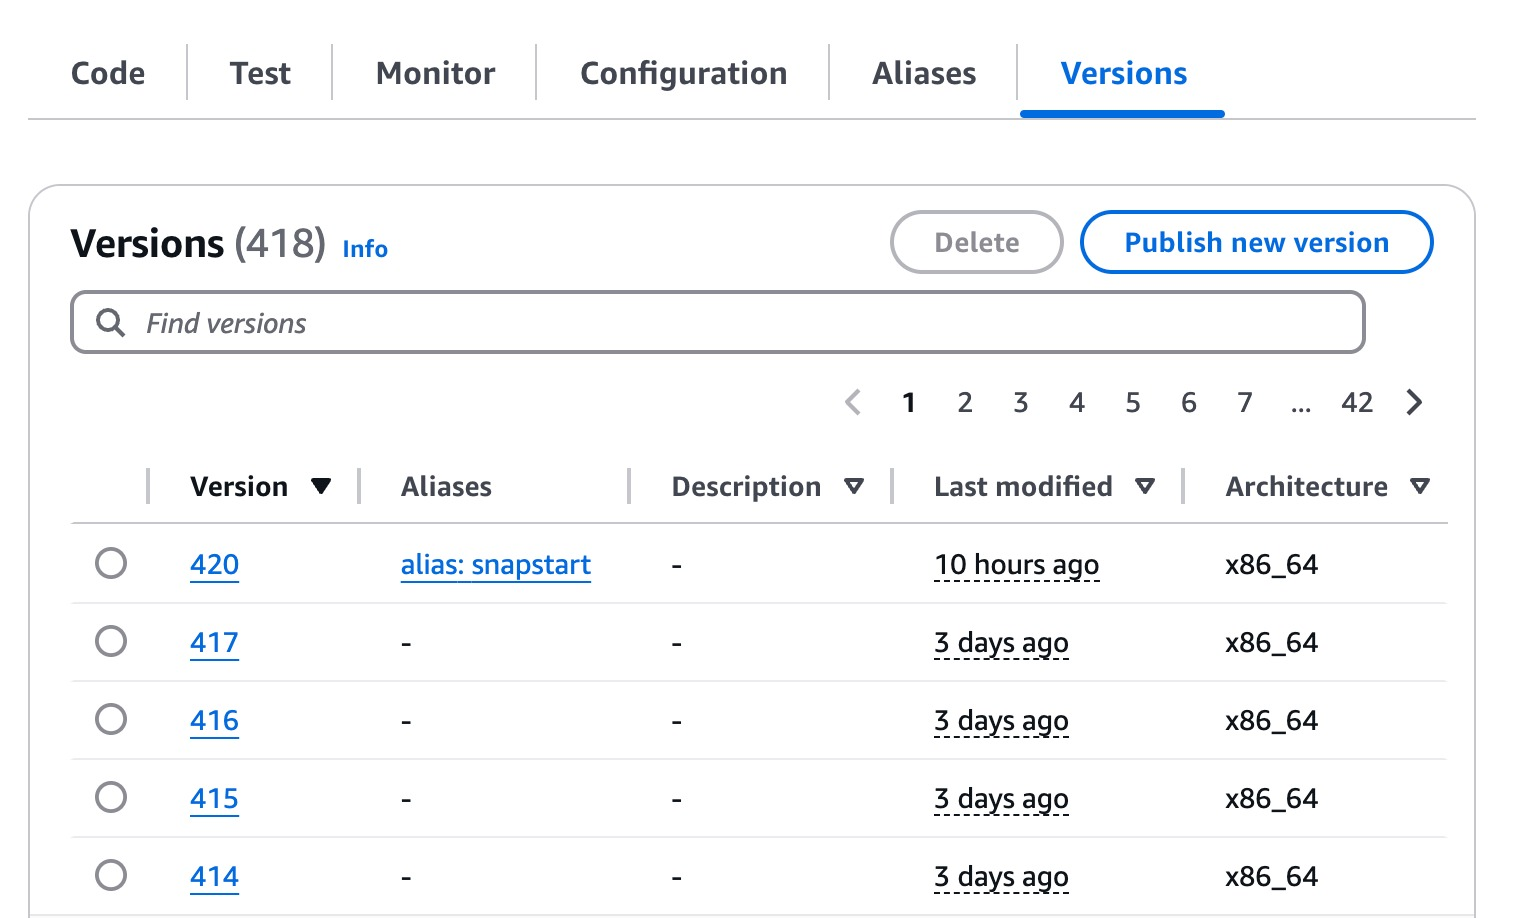 Code Test Monitor Configuration Aliases Versions
Versions (418) Info Delete Publish new version
Find versions
1 2 3 4 5 6 7 ... 42
Version Aliases Description Last modified Architecture
420 alias: snapstart - 10 hours ago x86_64
417 - - 3 days ago x86_64
416 - - 3 days ago x86_64
415 - - 3 days ago x86_64
414 - - 3 days ago x86_64